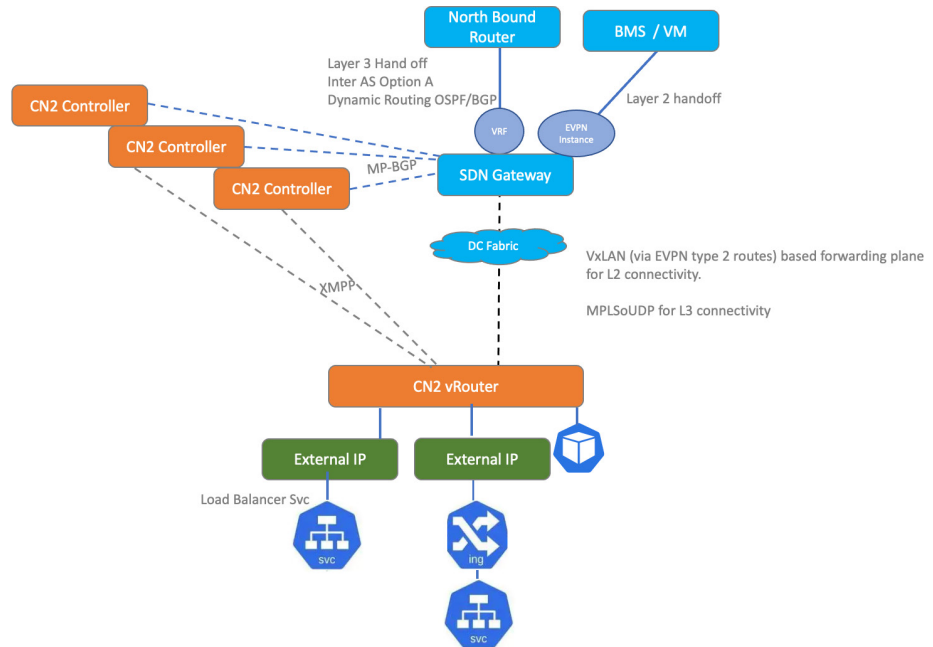 North Bound
Router
BMS / VM
Layer 3 Hand off
Inter AS Option A
Dynamic Routing OSPF/BGP
Layer 2 handoff
CN2 Controller
CN2 Controller
CN2 Controller
VRF
EVPN
Instance
MP-BGP
SDN Gateway
DC Fabric
VxLAN (via EVPN type 2 routes) based forwarding plane
for L2 connectivity.
MPLSoUDP for L3 connectivity
XMPP
CN2 vRouter
External IP
External IP
Load Balancer Svc
svc
ing
svc